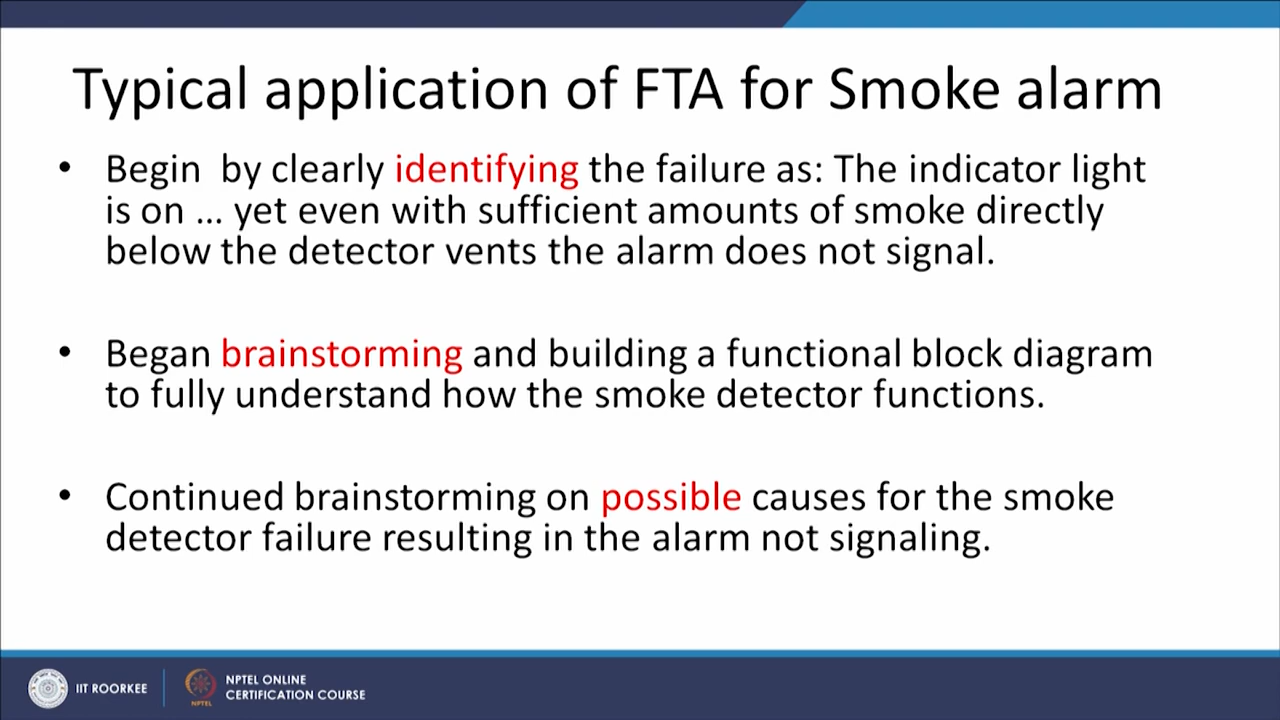 Typical application of FTA for Smoke alarm
• Begin  by clearly identifying the failure as: The indicator light
is on … yet even with sufficient amounts of smoke directly
below the detector vents the alarm does not signal.
• Began brainstorming and building a functional block diagram
to fully understand how the smoke detector functions.
• Continued brainstorming on possible causes for the smoke
detector failure resulting in the alarm not signaling.
IIT ROORKEE
NPTEL
NPTEL ONLINE
CERTIFICATION COURSE